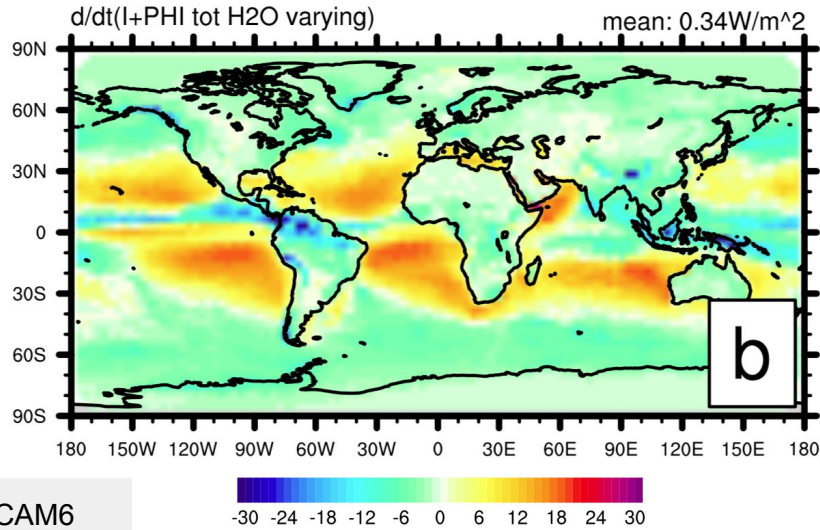 d/dt(I+PHI tot H2O varying) mean: 0.34W/m^2
90N
60N
30N
0
30S
60S
90S
b
180 150W 120W 90W 60W 30W 0 30E 60E 90E 120E 150E 180
CAM6
-30 -24 -18 -12 -6 0 6 12 18 24 30